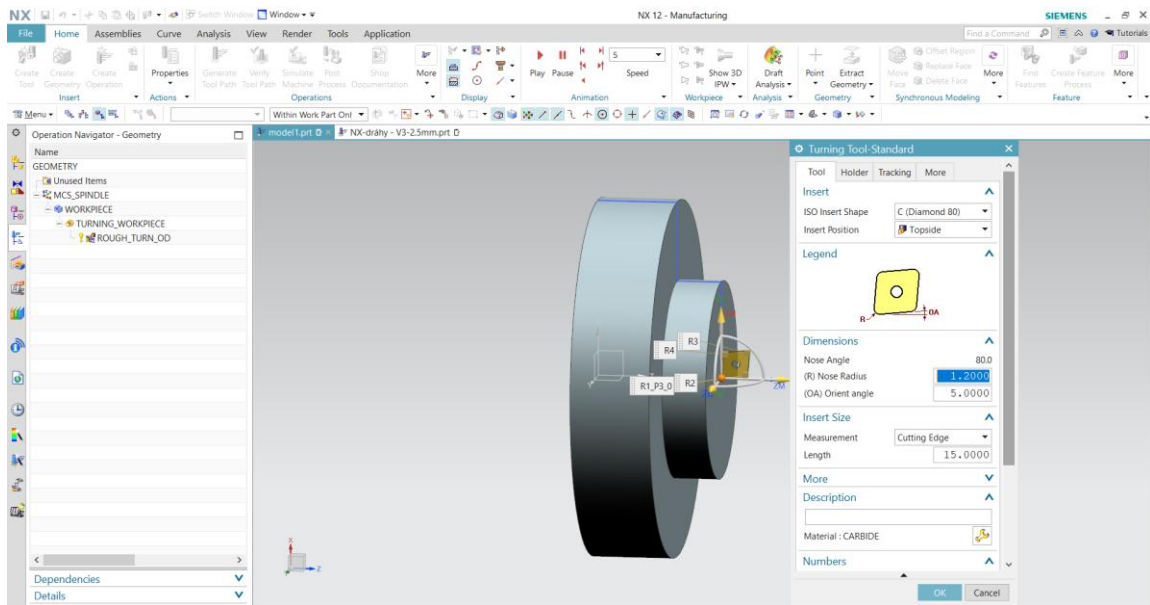 NX Switch Window Window NX 12 - Manufacturing SIEMENS
File Home Assemblies Curve Analysis View Render Tools Application Find a Command Tutorials
Create Tool Create Geometry Create Operation Properties Generate Tool Path Verify Tool Path Simulate Machine Post Process Shop Documentation More Play Pause 5 Speed Show 3D IPW Draft Analysis Point Extract Geometry Move Face Offset Region Replace Face Delete Face More Find Features Create Feature Process More
Insert Actions Operations Display Animation Workpiece Analysis Geometry Synchronous Modeling Feature
Menu Within Work Part Onl
Operation Navigator - Geometry model1.prt NX-dráhy - V3-2.5mm.prt
Name
GEOMETRY
Unused Items
MCS_SPINDLE
WORKPIECE
TURNING_WORKPIECE
ROUGH_TURN_OD
Dependencies
Details
R3
R4
R1_P3_0 R2
ZM
X
Z
Turning Tool-Standard
Tool Holder Tracking More
Insert
ISO Insert Shape C (Diamond 80)
Insert Position Topside
Legend
R OA
Dimensions
Nose Angle 80.0
(R) Nose Radius 1.2000
(OA) Orient angle 5.0000
Insert Size
Measurement Cutting Edge
Length 15.0000
More
Description
Material : CARBIDE
Numbers
OK Cancel